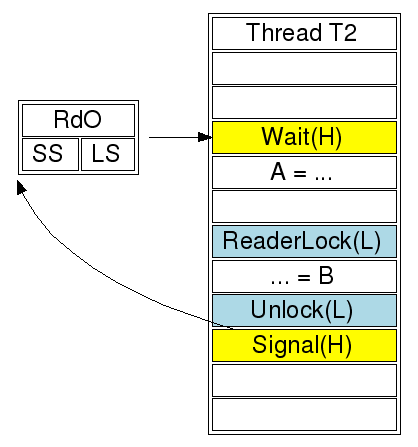 Thread T2
RdO
SS LS
Wait(H)
A = ...
ReaderLock(L)
... = B
Unlock(L)
Signal(H)